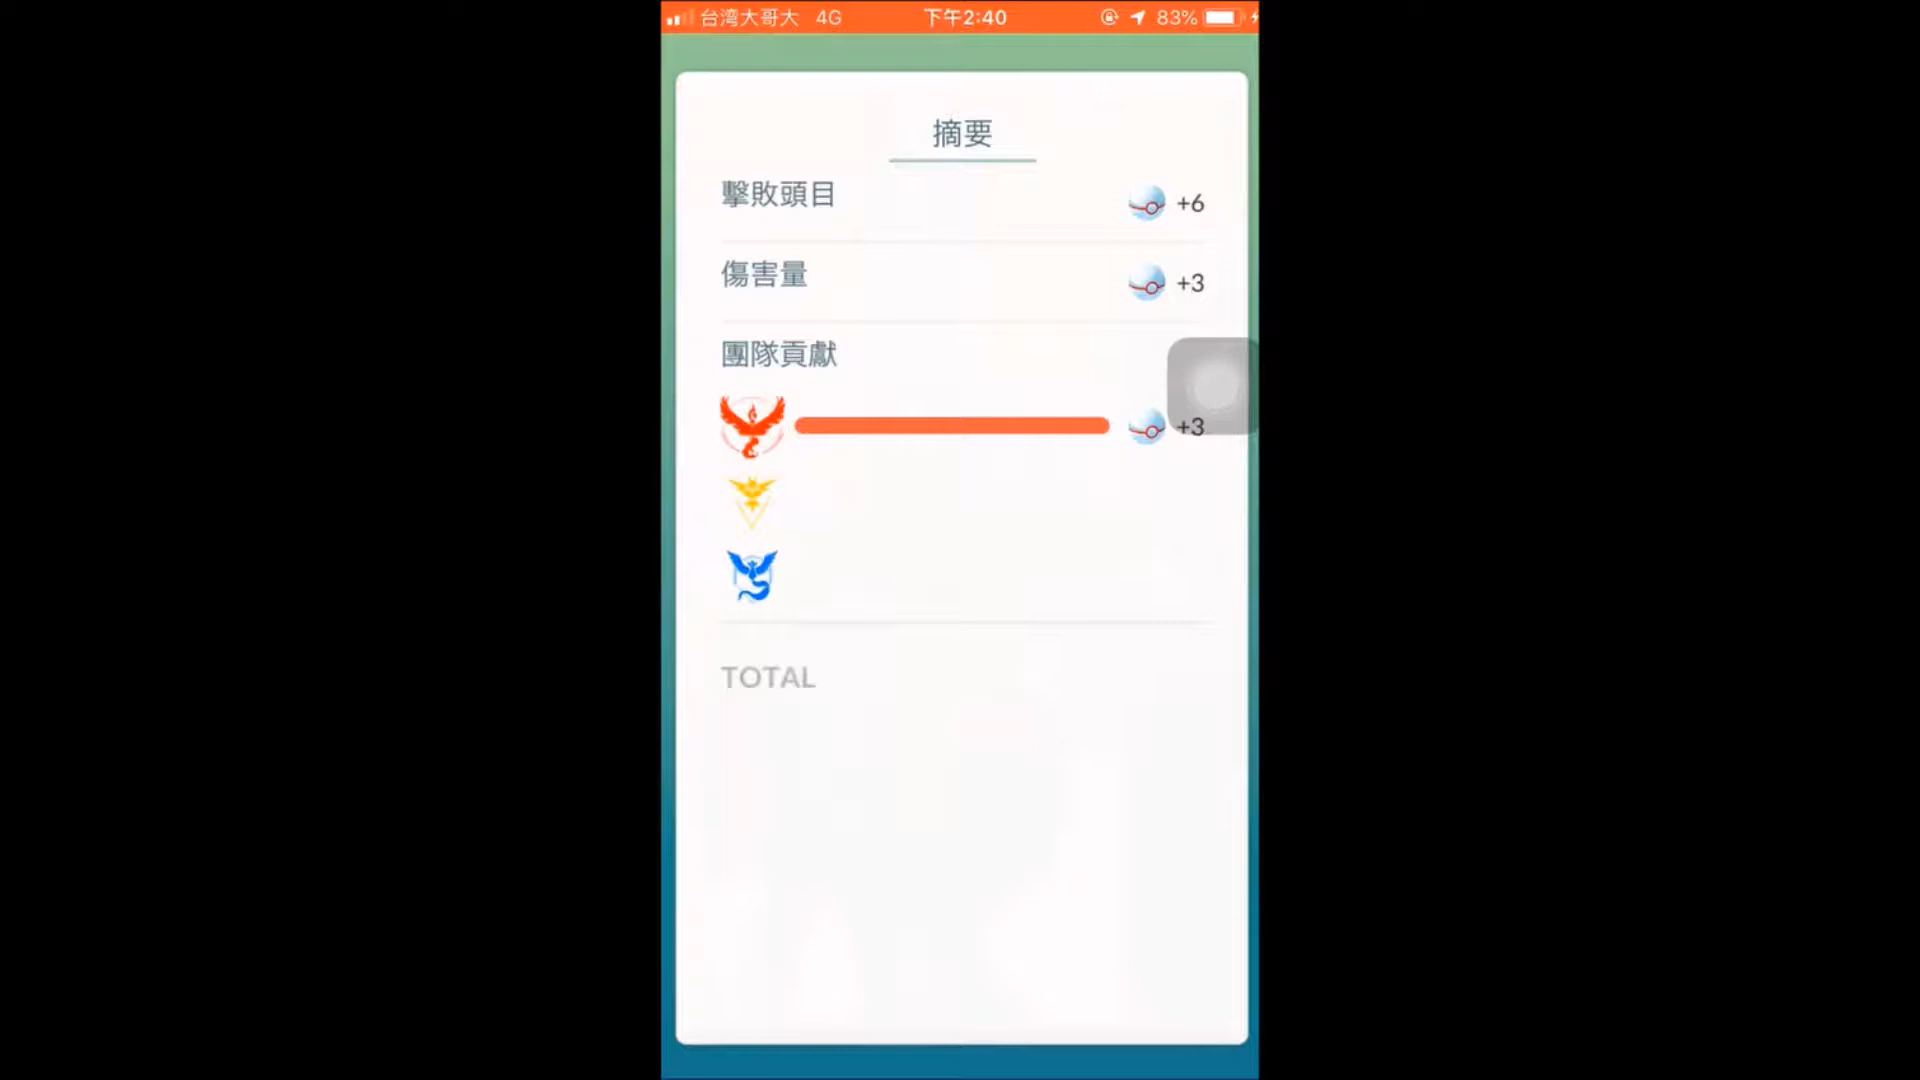 台湾大哥大 4G 下午2:40 83%
摘要
擊敗頭目 +6
傷害量 +3
團隊貢獻
+3
TOTAL